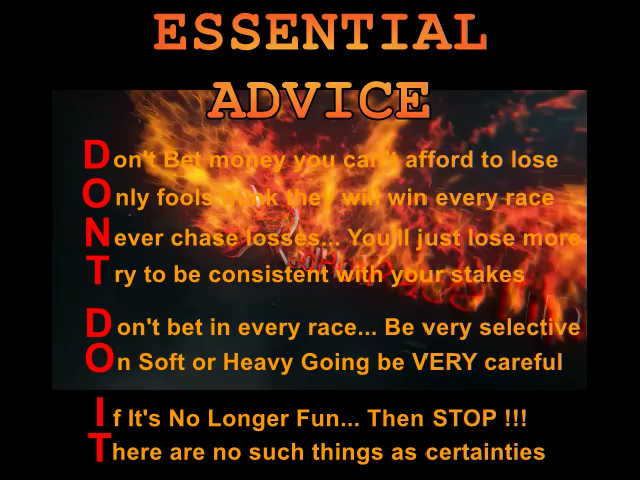 ESSENTIAL
ADVICE
Don't Bet money you can't afford to lose
Only fools think they will win every race
Never chase losses... You'll just lose more
Try to be consistent with your stakes
Don't bet in every race... Be very selective
On Soft or Heavy Going be VERY careful
If It's No Longer Fun... Then STOP !!!
There are no such things as certainties